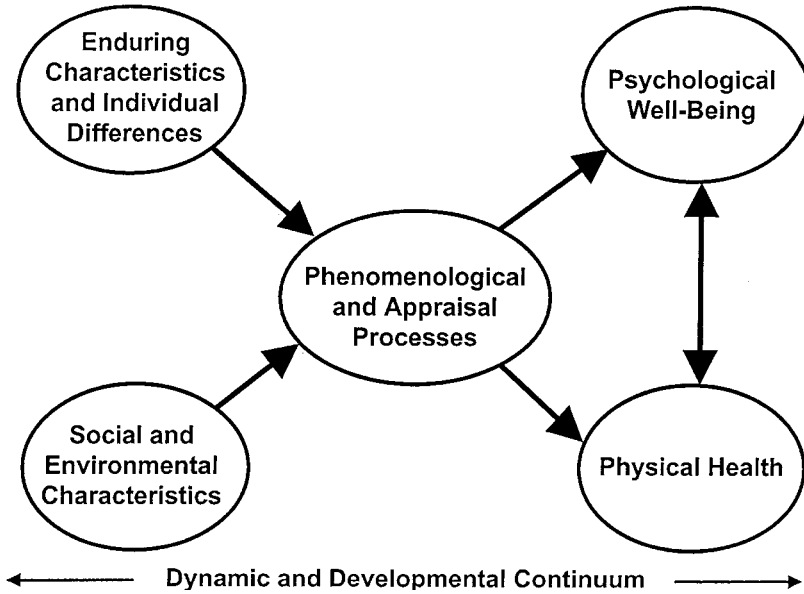 Enduring
Characteristics
and Individual
Differences
Psychological
Well-Being
Phenomenological
and Appraisal
Processes
Social and
Environmental
Characteristics
Physical Health
Dynamic and Developmental Continuum